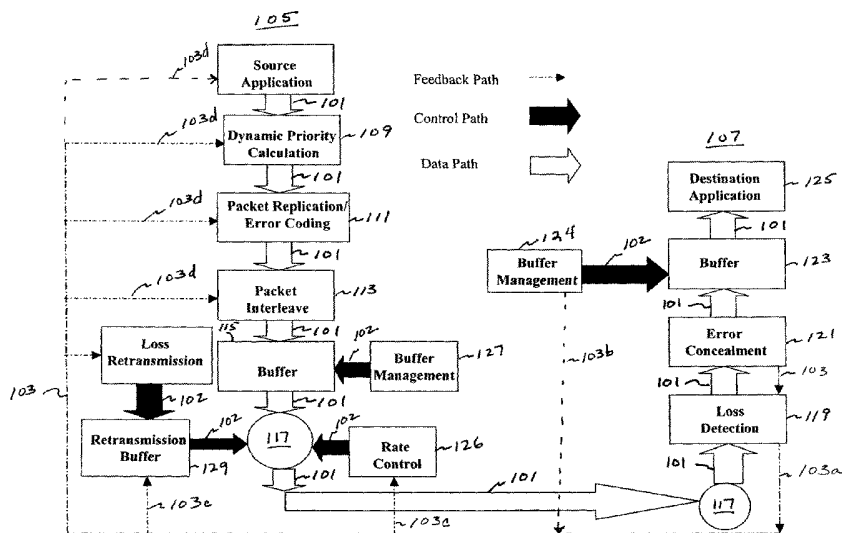 105
103d
Source
Application
101
103d
Dynamic Priority
Calculation
109
101
103d
Packet Replication/
Error Coding
111
101
103d
Packet
Interleave
113
101
115
Buffer
102
Buffer
Management
127
Loss
Retransmission
103
102
101
Retransmission
Buffer
129
102
117
102
Rate
Control
126
101
103c
103c
101
Feedback Path
Control Path
Data Path
107
Destination
Application
125
101
124
Buffer
Management
102
Buffer
123
101
103b
Error
Concealment
121
101
103
Loss
Detection
119
101
103a
117